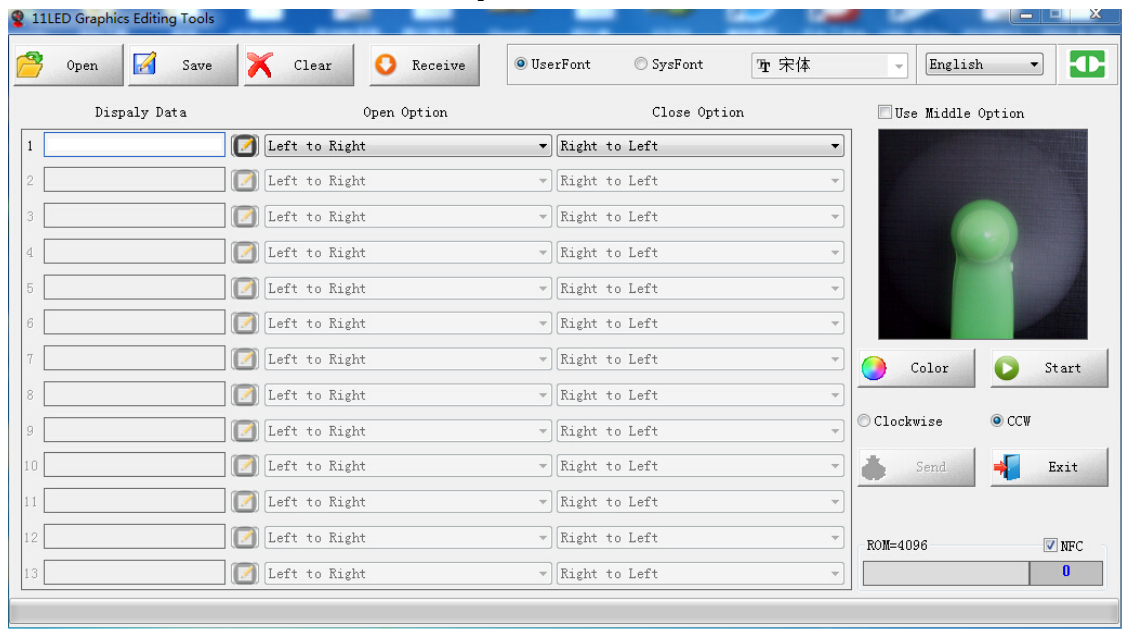 11LED Graphics Editing Tools
Open Save Clear Receive UserFont SysFont 宋体 English
Dispaly Data Open Option Close Option Use Middle Option
1 Left to Right Right to Left
2 Left to Right Right to Left
3 Left to Right Right to Left
4 Left to Right Right to Left
5 Left to Right Right to Left
6 Left to Right Right to Left
7 Left to Right Right to Left
Color Start
8 Left to Right Right to Left
9 Left to Right Right to Left
Clockwise CCW
10 Left to Right Right to Left
Send Exit
11 Left to Right Right to Left
12 Left to Right Right to Left
ROM=4096 NFC
13 Left to Right Right to Left
0